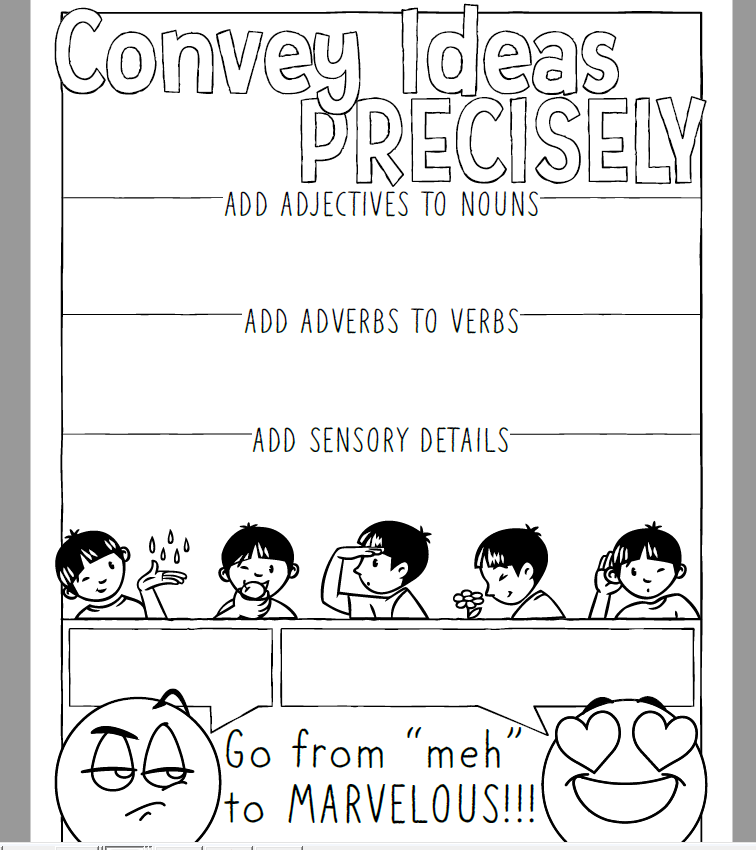 Convey Ideas
PRECISELY
ADD ADJECTIVES TO NOUNS
ADD ADVERBS TO VERBS
ADD SENSORY DETAILS
Go from “meh”
to MARVELOUS!!!